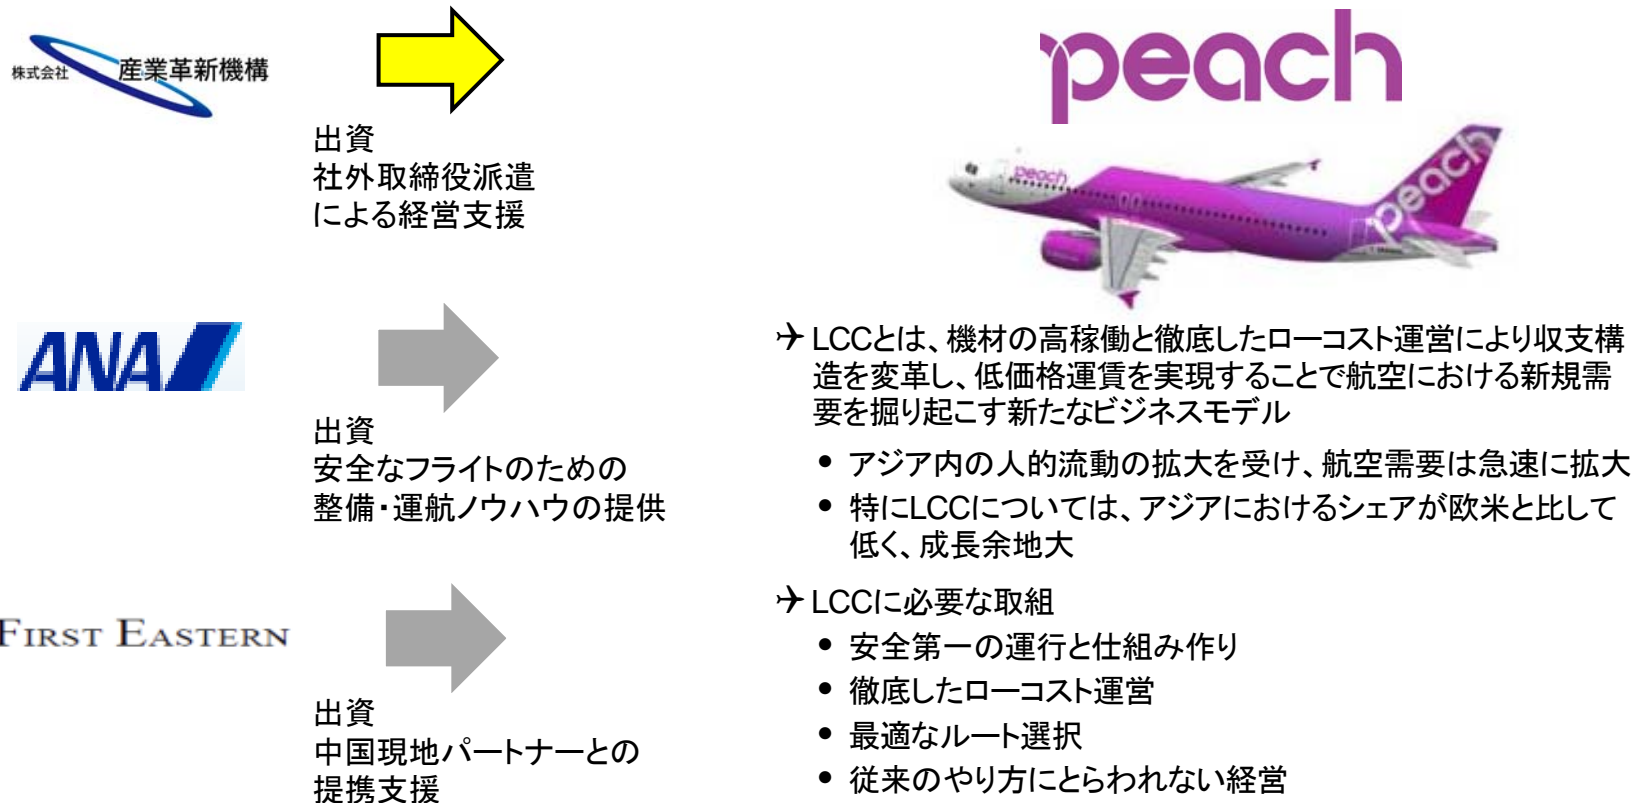 株式会社 産業革新機構
出資
社外取締役派遣
による経営支援
ANA
出資
安全なフライトのための
整備・運航ノウハウの提供
FIRST EASTERN
出資
中国現地パートナーとの
提携支援
peach
peach
peach
✈LCCとは、機材の高稼働と徹底したローコスト運営により収支構
造を変革し、低価格運賃を実現することで航空における新規需
要を掘り起こす新たなビジネスモデル
• アジア内の人的流動の拡大を受け、航空需要は急速に拡大
• 特にLCCについては、アジアにおけるシェアが欧米と比して
低く、成長余地大
✈LCCに必要な取組
• 安全第一の運行と仕組み作り
• 徹底したローコスト運営
• 最適なルート選択
• 従来のやり方にとらわれない経営